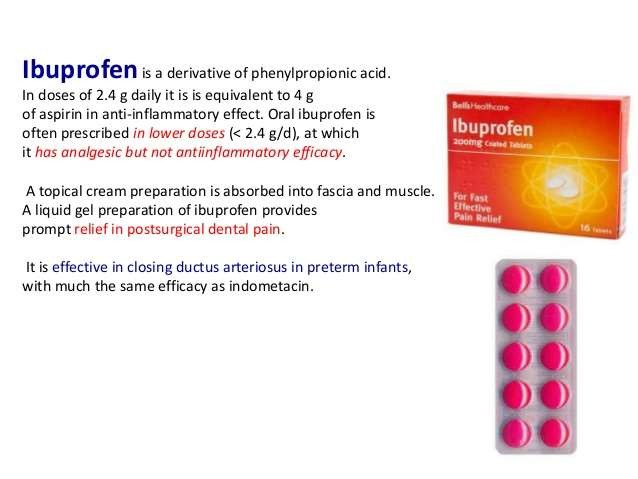 Ibuprofen is a derivative of phenylpropionic acid.
In doses of 2.4 g daily it is is equivalent to 4 g
of aspirin in anti-inflammatory effect. Oral ibuprofen is
often prescribed in lower doses (< 2.4 g/d), at which
it has analgesic but not antiinflammatory efficacy.
A topical cream preparation is absorbed into fascia and muscle.
A liquid gel preparation of ibuprofen provides
prompt relief in postsurgical dental pain.
It is effective in closing ductus arteriosus in preterm infants,
with much the same efficacy as indometacin.
Bell's Healthcare
Ibuprofen
200mg Coated Tablets
For Fast
Effective
Pain Relief
16 Tablets